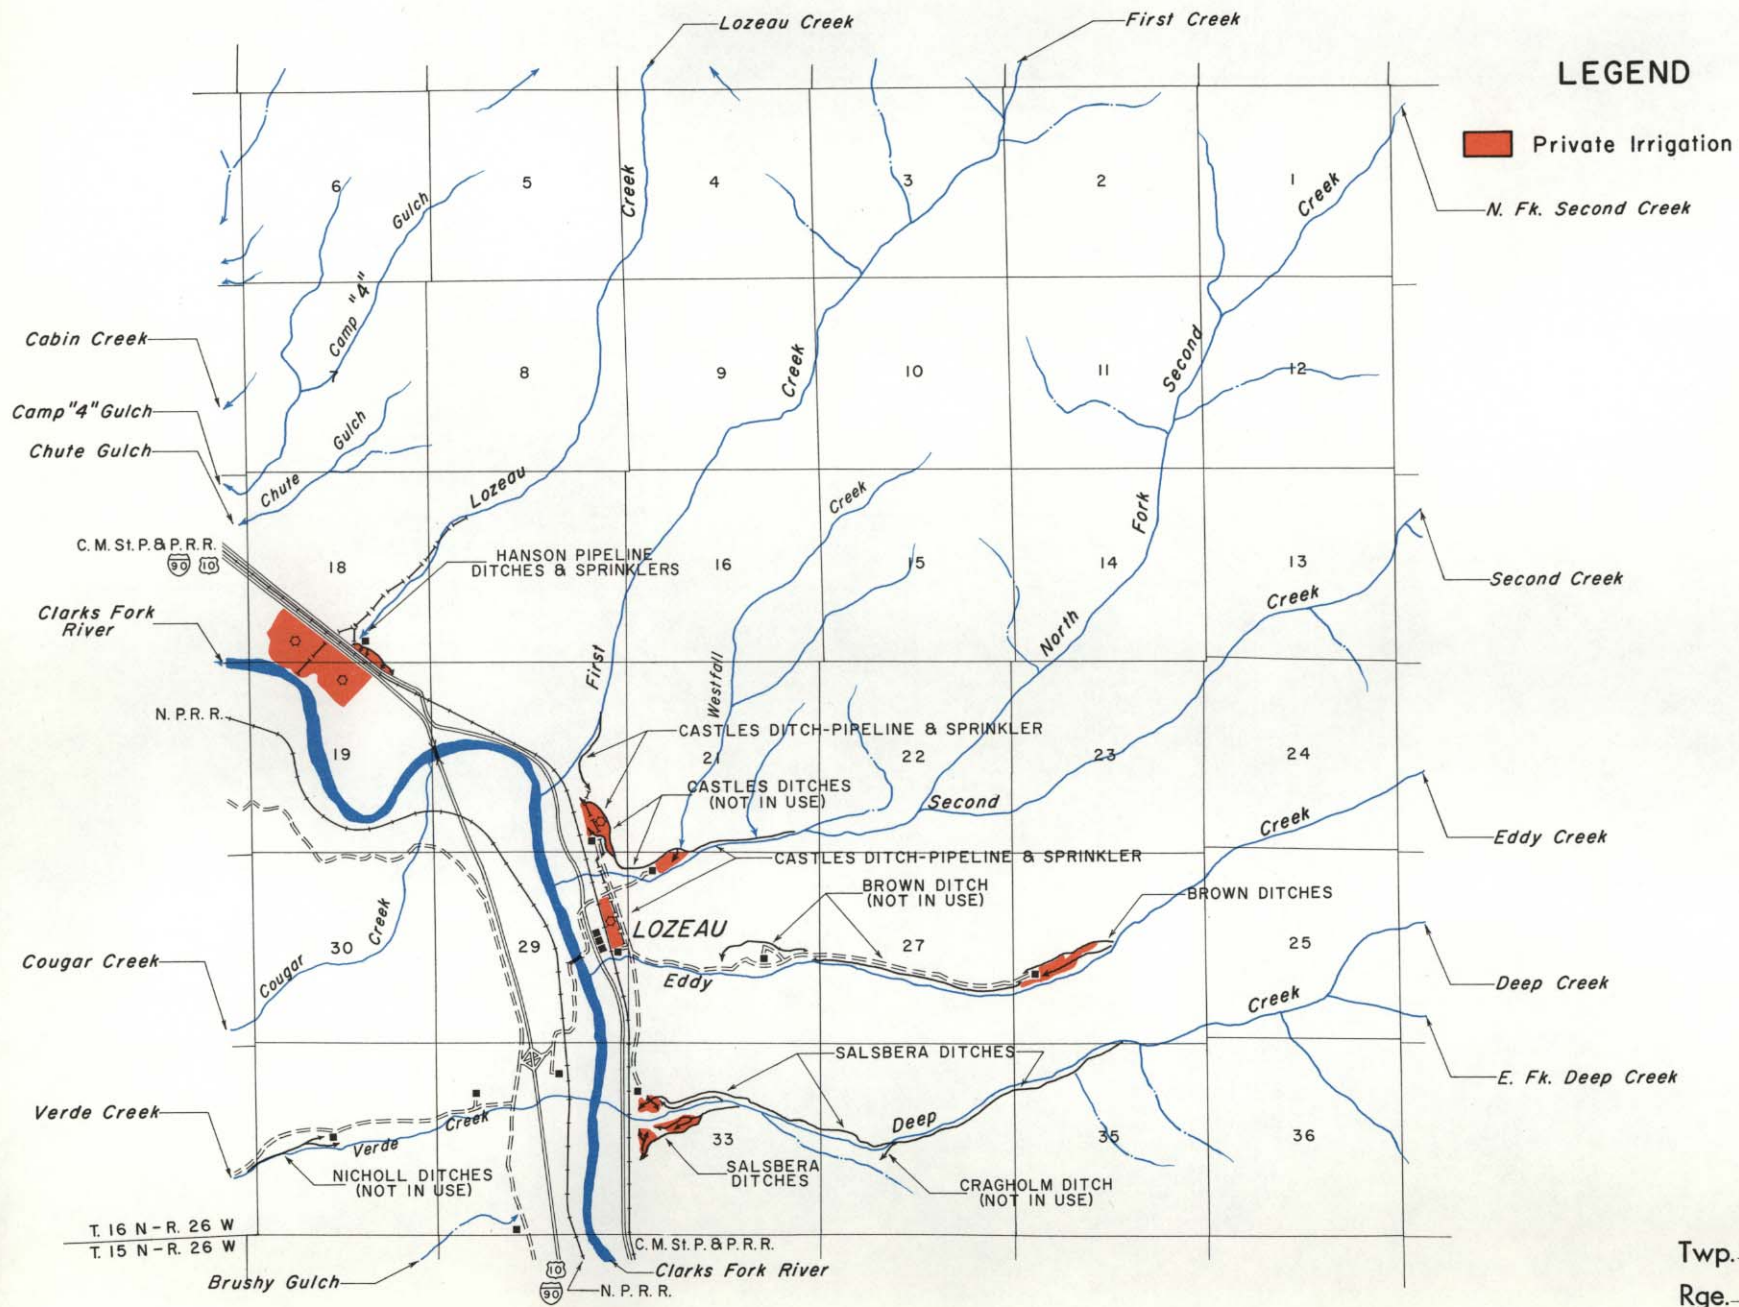 Lozeau Creek
First Creek
LEGEND
Private Irrigation
N. Fk. Second Creek
6
5
4
3
2
1
Gulch
Creek
Creek
Camp "4"
Cabin Creek
7
8
9
10
11
12
Creek
Second
Camp "4" Gulch
Chute Gulch
Gulch
Chute
Lozeau
Creek
Fork
C. M. St. P. & P. R. R.
90 10
18
HANSON PIPELINE
DITCHES & SPRINKLERS
16
15
14
13
Creek
Second Creek
Clarks Fork
River
North
First
Westfall
N. P. R. R.
CASTLES DITCH-PIPELINE & SPRINKLER
19
21
22
23
24
CASTLES DITCHES
(NOT IN USE)
Second
Creek
Eddy Creek
CASTLES DITCH-PIPELINE & SPRINKLER
BROWN DITCH
(NOT IN USE)
BROWN DITCHES
LOZEAU
30
Creek
29
27
25
Cougar Creek
Cougar
Eddy
Creek
Deep Creek
SALSBERA DITCHES
E. Fk. Deep Creek
Verde Creek
Creek
Verde
Deep
33
35
36
NICHOLL DITCHES
(NOT IN USE)
SALSBERA
DITCHES
CRAGHOLM DITCH
(NOT IN USE)
T. 16 N - R. 26 W
T. 15 N - R. 26 W
C. M. St. P. & P. R. R.
Brushy Gulch
10
90
Clarks Fork River
N. P. R. R.
Twp.
Rge.